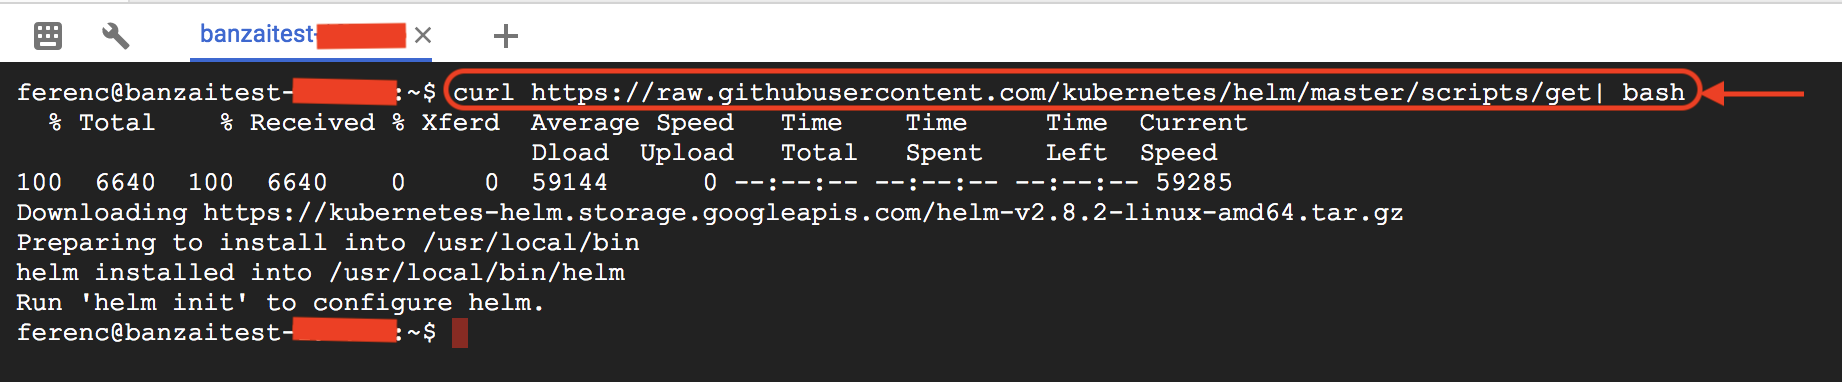 banzaitest-
ferenc@banzaitest- :~$ curl https://raw.githubusercontent.com/kubernetes/helm/master/scripts/get| bash
% Total % Received % Xferd Average Speed Time Time Time Current
Dload Upload Total Spent Left Speed
100 6640 100 6640 0 0 59144 0 --:--:-- --:--:-- --:--:-- 59285
Downloading https://kubernetes-helm.storage.googleapis.com/helm-v2.8.2-linux-amd64.tar.gz
Preparing to install into /usr/local/bin
helm installed into /usr/local/bin/helm
Run 'helm init' to configure helm.
ferenc@banzaitest- :~$